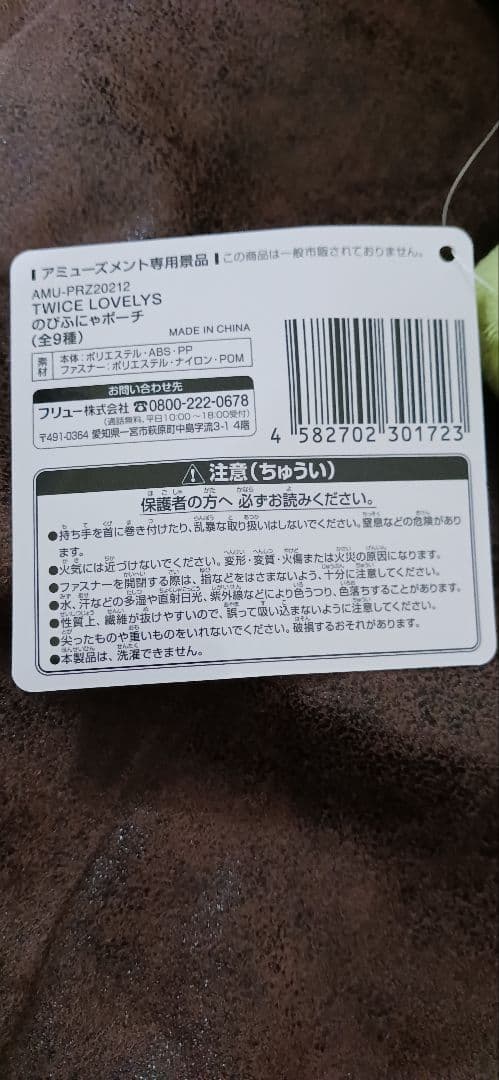 アミューズメント専用景品 この商品は一般市販されておりません。
AMU-PRZ20212
TWICE LOVELYS
のびふにゃポーチ
(全9種)
MADE IN CHINA
素材 本体:ポリエステル・ABS・PP
ファスナー:ポリエステル・ナイロン・POM
お問い合わせ先
フリュー株式会社 ☎0800-222-0678
(通話無料、平日10:00~18:00受付)
〒491-0364 愛知県一宮市萩原町中島字流3-1 4階
4 582702 301723
⚠注意(ちゅうい)
保護者の方へ 必ずお読みください。
●持ち手を首に巻き付けたり、乱暴な取り扱いはしないでください。窒息などの危険があり
ます。
●火気には近づけないでください。変形・変質・火傷または火災の原因になります。
●ファスナーを開閉する際は、指などをはさまないよう、十分に注意してください。
●水、汗などの多湿や直射日光、紫外線などにより色うつり、色落ちすることがあります。
●性質上、繊維が抜けやすいので、誤って吸い込まないように注意してください。
●尖ったものや重いものをいれないでください。破損するおそれがあります。
●本製品は、洗濯できません。